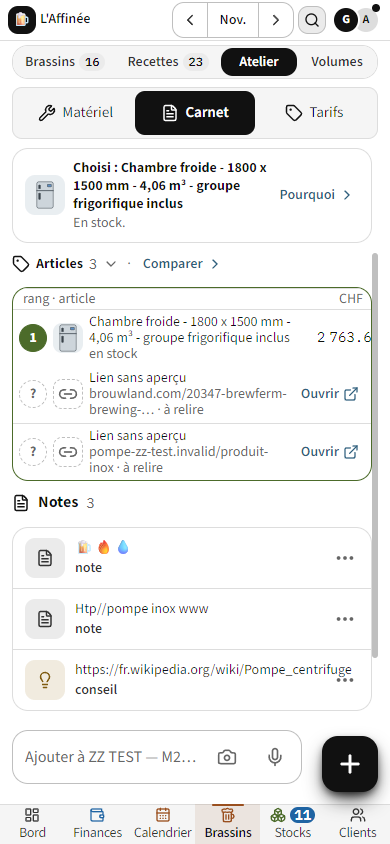 L'Affinée
Nov.
G A
Brassins 16 Recettes 23 Atelier Volumes
Matériel Carnet Tarifs
Choisi : Chambre froide - 1800 x
1500 mm - 4,06 m³ - groupe
frigorifique inclus
En stock.
Pourquoi
Articles 3 · Comparer
rang · article CHF
1
Chambre froide - 1800 x 1500 mm -
4,06 m³ - groupe frigorifique inclus
en stock
2 763.6
?
Lien sans aperçu
brouwland.com/20347-brewferm-
brewing-… · à relire
Ouvrir
?
Lien sans aperçu
pompe-zz-test.invalid/produit-
inox · à relire
Ouvrir
Notes 3
🍺 🔥 💧
note
Http//pompe inox www
note
https://fr.wikipedia.org/wiki/Pompe_centrifuge
conseil
Ajouter à ZZ TEST — M2…
Bord Finances Calendrier Brassins Stocks 11 Clients